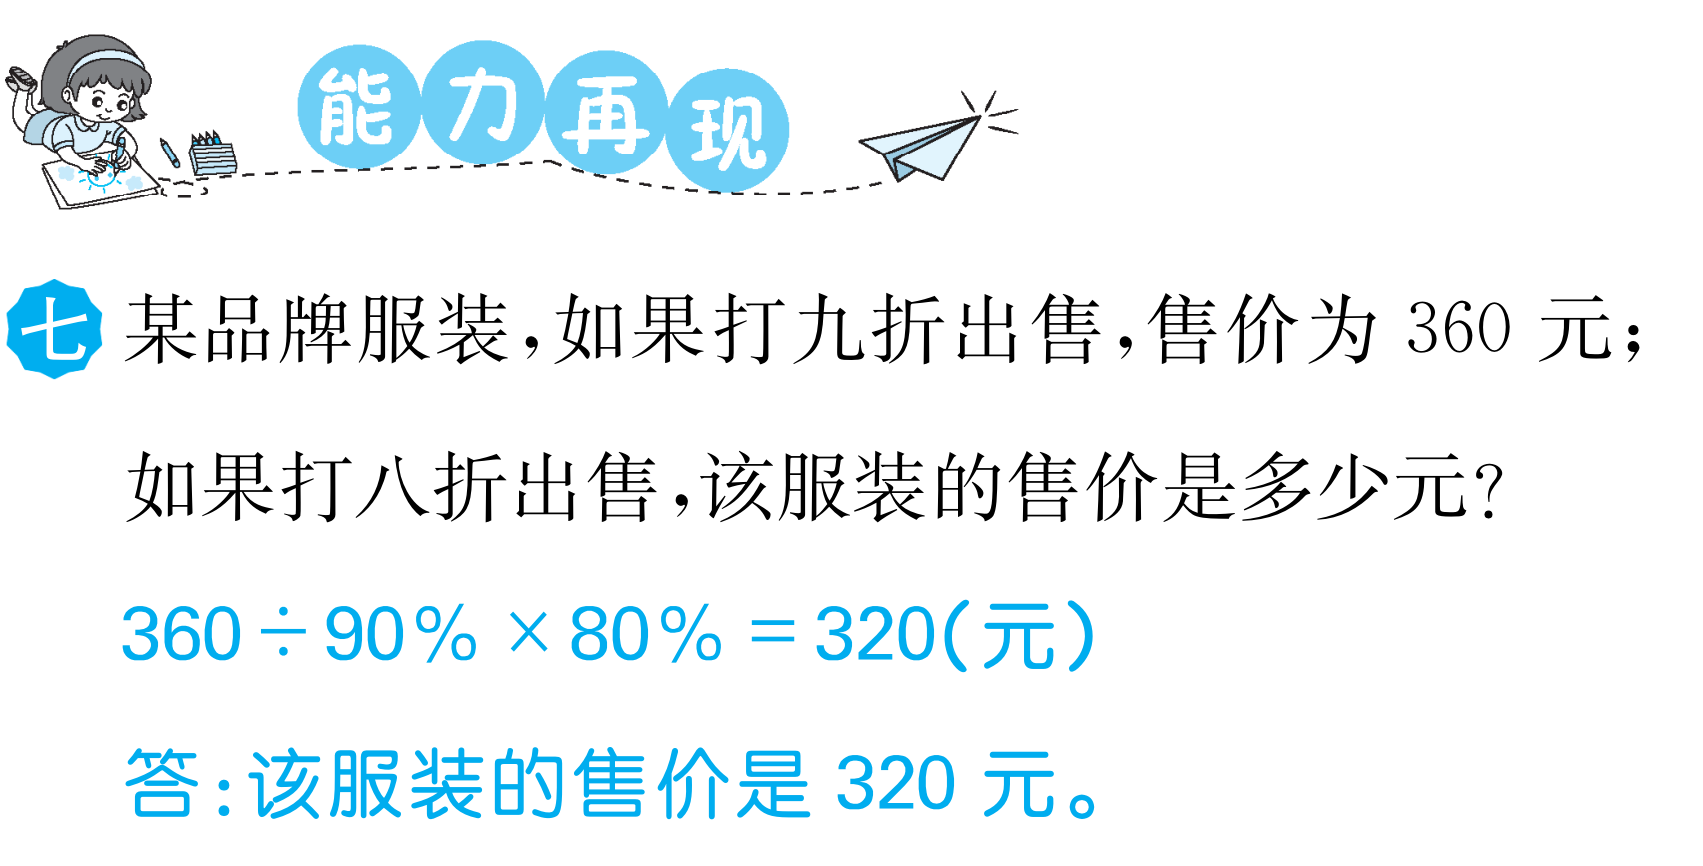 能力再现
七 某品牌服装,如果打九折出售,售价为 360 元;
如果打八折出售,该服装的售价是多少元?
360÷90% ×80% =320(元)
答:该服装的售价是 320 元。